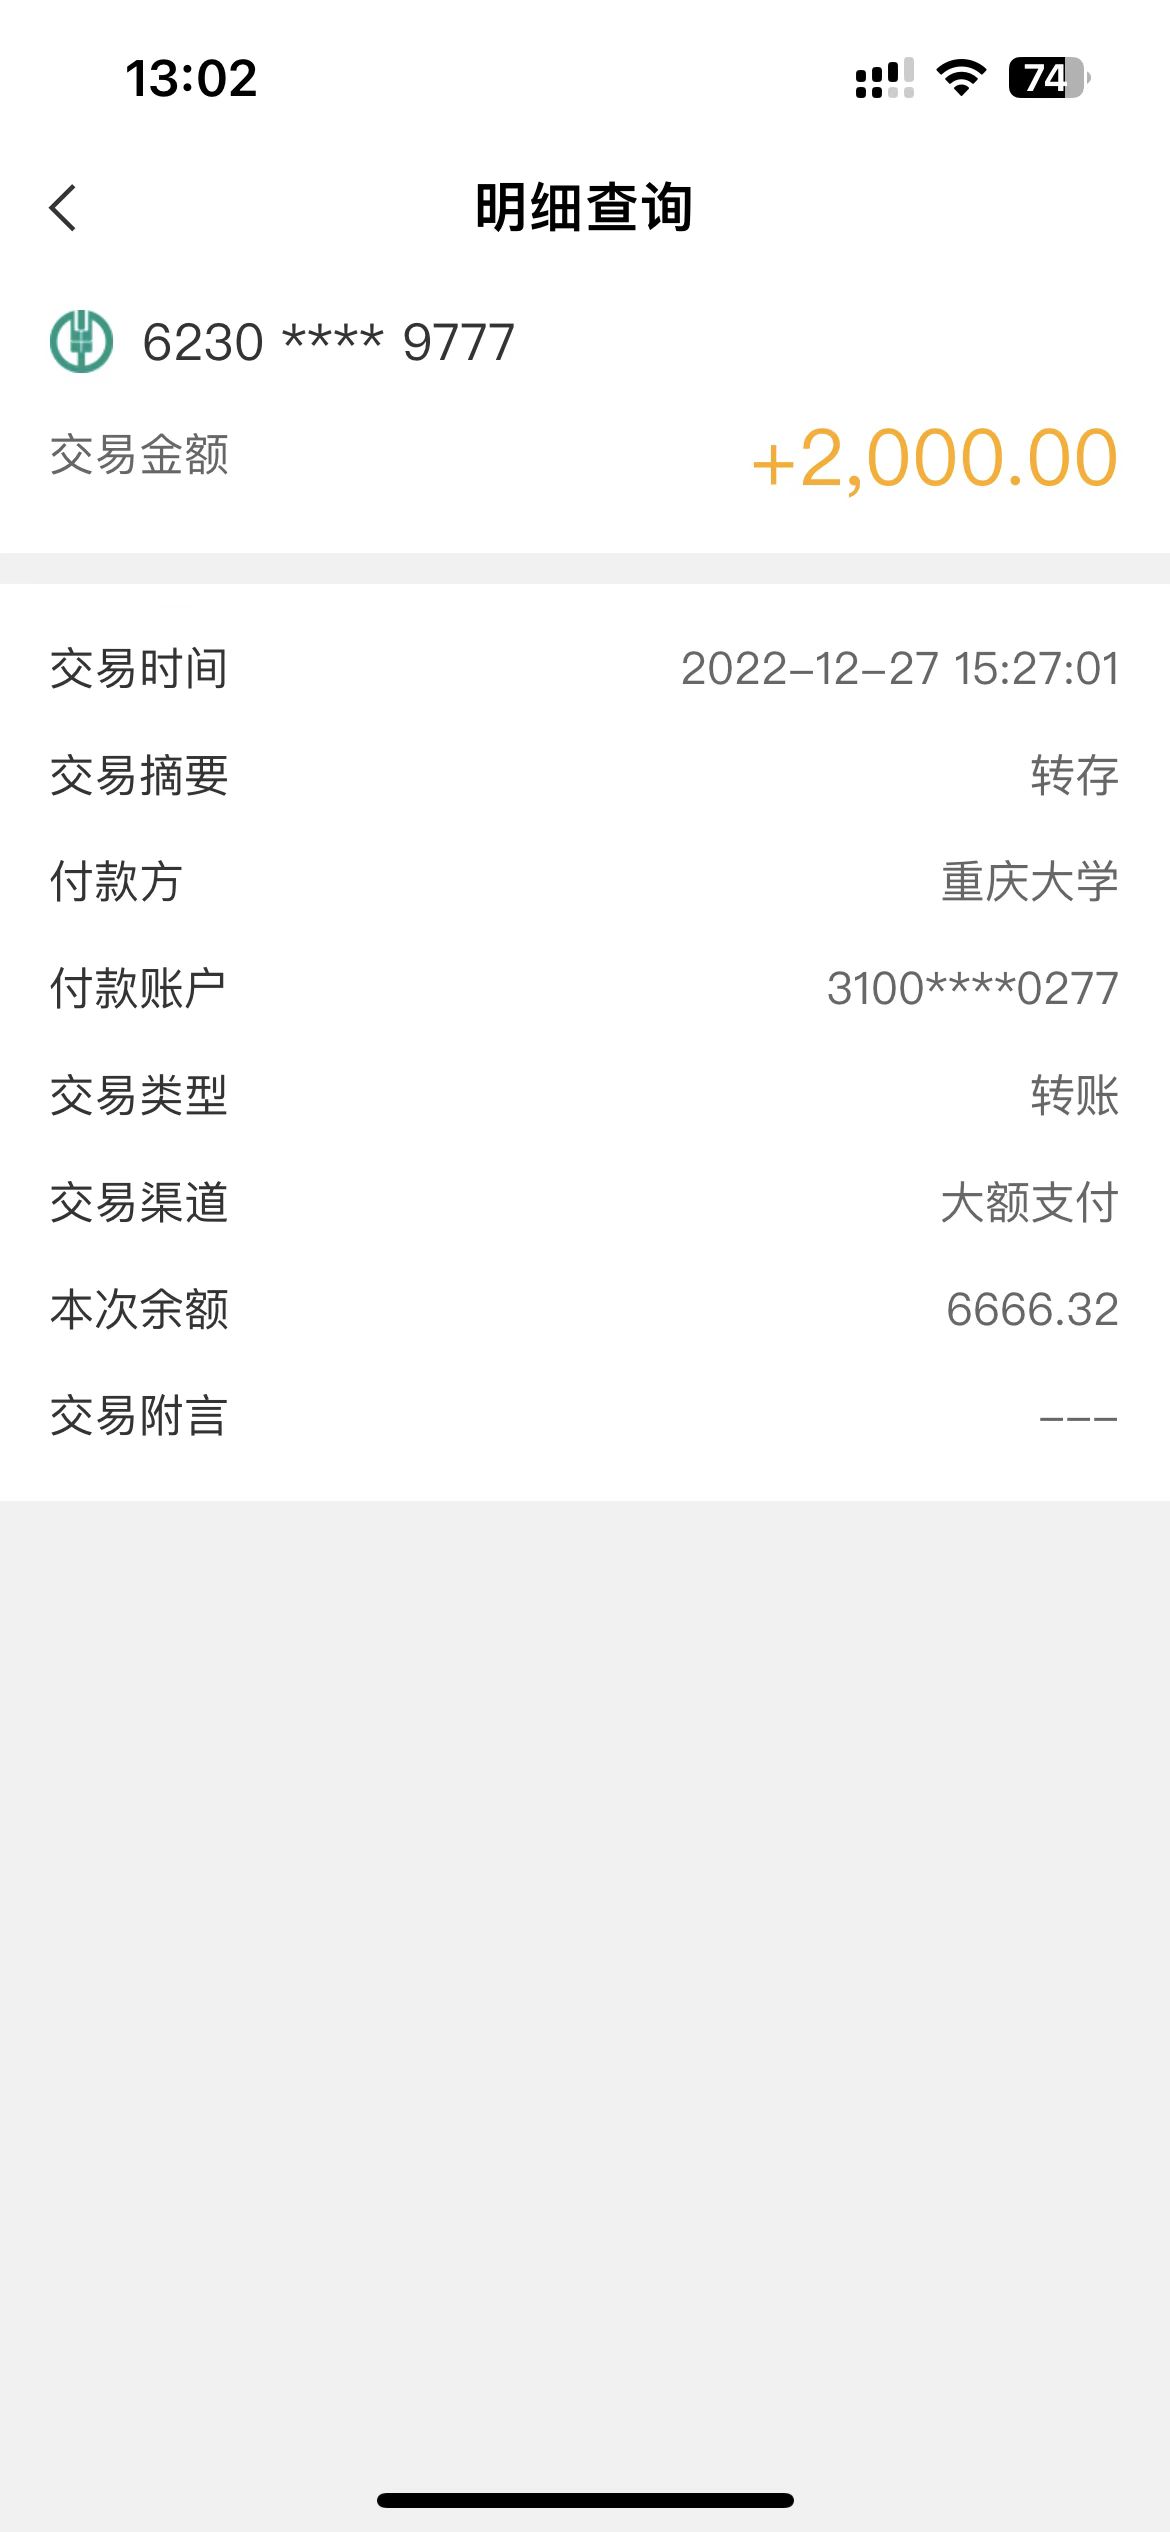 13:02
74
明细查询
6230 **** 9777
交易金额 +2,000.00
交易时间 2022-12-27 15:27:01
交易摘要 转存
付款方 重庆大学
付款账户 3100****0277
交易类型 转账
交易渠道 大额支付
本次余额 6666.32
交易附言 ---